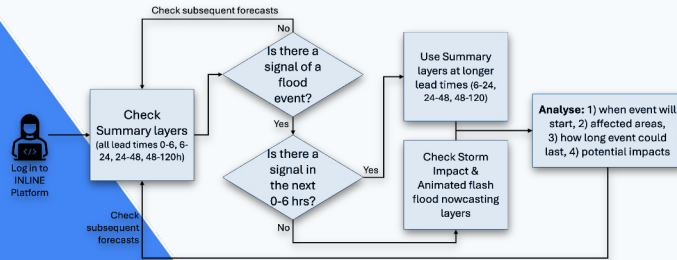 Check subsequent forecasts
No
Is there a
signal of a
flood
event?
Check
Summary layers
(all lead times 0-6, 6-
24, 24-48, 48-120h)
Log in to
INLINE
Platform
Yes
Is there a
signal in
the next
0-6 hrs?
Yes
No
Use Summary
layers at longer
lead times (6-24,
24-48, 48-120)
Check Storm
Impact &
Animated flash
flood nowcasting
layers
Analyse: 1) when event will
start, 2) affected areas,
3) how long event could
last, 4) potential impacts
Check
subsequent
forecasts